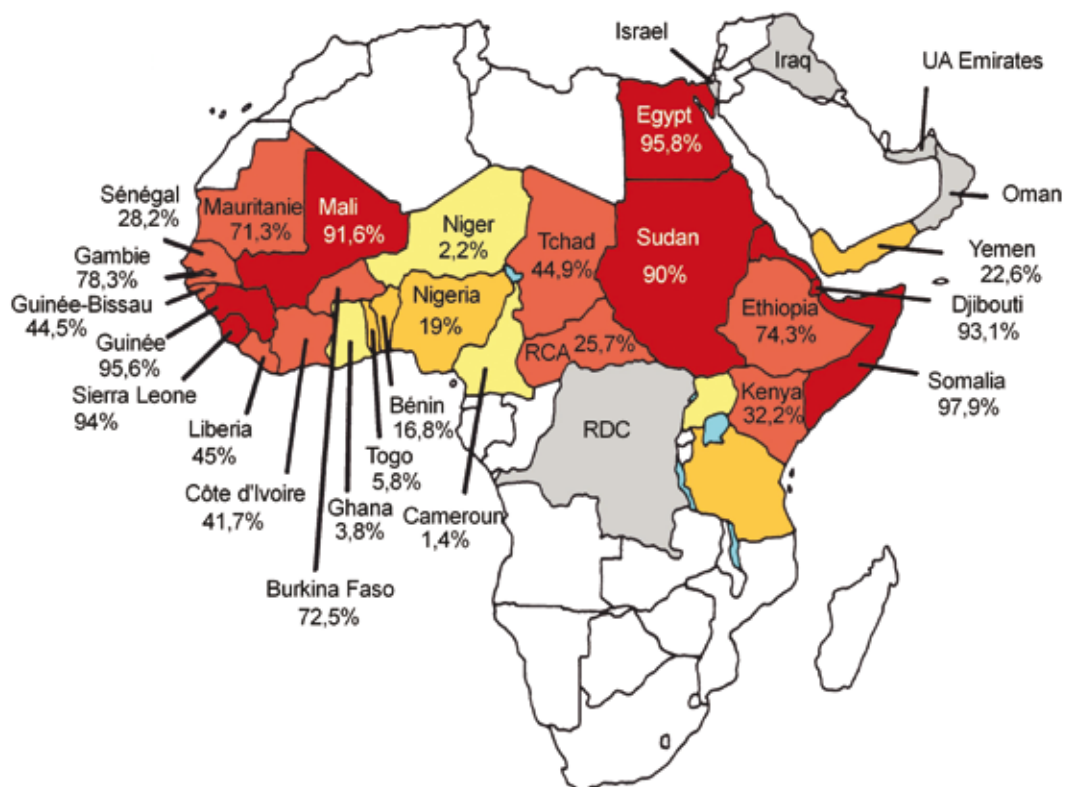 Israel
Iraq
UA Emirates
Egypt
95,8%
Oman
Sénégal
28,2%
Mauritanie
71,3%
Mali
91,6%
Niger
2,2%
Tchad
44,9%
Sudan
90%
Yemen
22,6%
Gambie
78,3%
Guinée-Bissau
44,5%
Nigeria
19%
Ethiopia
74,3%
Djibouti
93,1%
Guinée
95,6%
RCA 25,7%
Sierra Leone
94%
Kenya
32,2%
Somalia
97,9%
Liberia
45%
Bénin
16,8%
RDC
Togo
5,8%
Côte d'Ivoire
41,7%
Ghana
3,8%
Cameroun
1,4%
Burkina Faso
72,5%